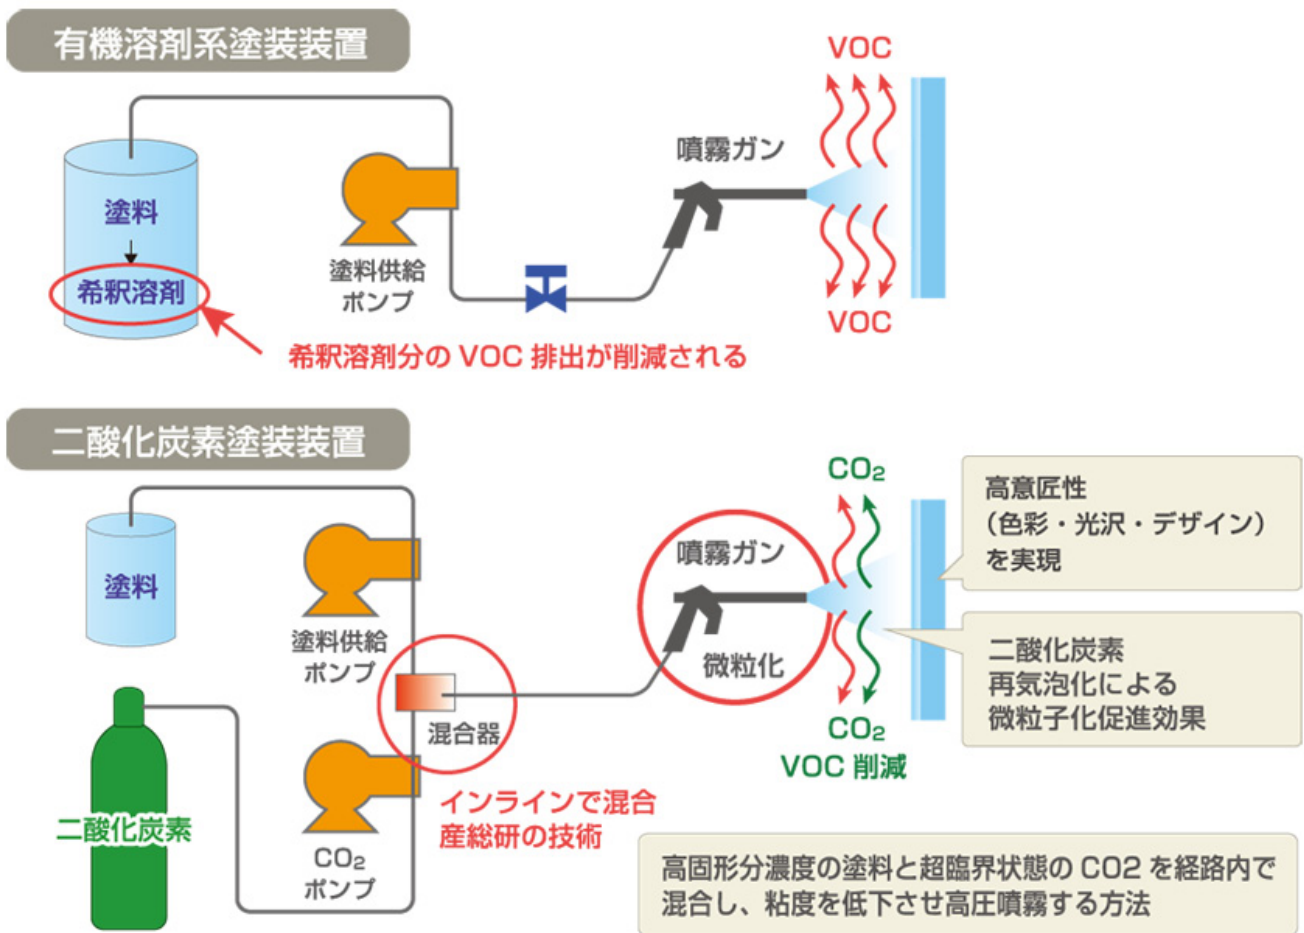 有機溶剤系塗装装置
VOC
噴霧ガン
塗料
希釈溶剤
塗料供給
ポンプ
VOC
希釈溶剤分の VOC 排出が削減される
二酸化炭素塗装装置
CO₂
高意匠性
(色彩・光沢・デザイン)
を実現
噴霧ガン
塗料
塗料供給
ポンプ
微粒化
二酸化炭素
再気泡化による
微粒子化促進効果
混合器
CO₂
VOC 削減
二酸化炭素
インラインで混合
産総研の技術
CO₂
ポンプ
高固形分濃度の塗料と超臨界状態の CO2 を経路内で
混合し、粘度を低下させ高圧噴霧する方法